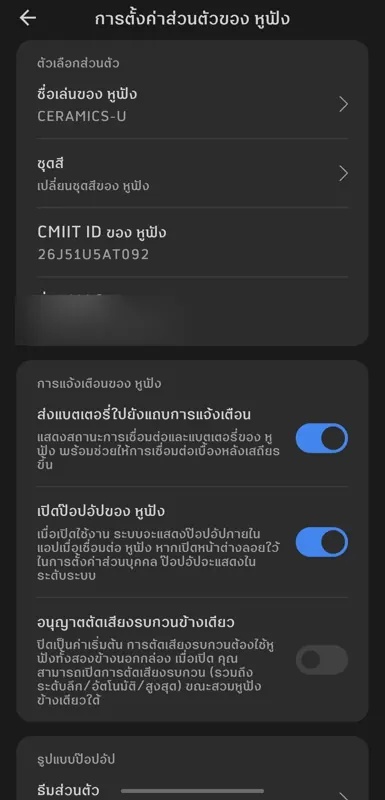 การตั้งค่าส่วนตัวของ หูฟัง
ตัวเลือกส่วนตัว
ชื่อเล่นของ หูฟัง
CERAMICS-U
ชุดสี
เปลี่ยนชุดสีของ หูฟัง
CMIIT ID ของ หูฟัง
26J51U5AT092
การแจ้งเตือนของ หูฟัง
ส่งแบตเตอรี่ไปยังแถบการแจ้งเตือน
แสดงสถานะการเชื่อมต่อและแบตเตอรี่ของ หู
ฟัง พร้อมช่วยให้การเชื่อมต่อเบื้องหลังเสถียร
ขึ้น
เปิดป๊อปอัปของ หูฟัง
เมื่อเปิดใช้งาน ระบบจะแสดงป๊อปอัปภายใน
แอปเมื่อเชื่อมต่อ หูฟัง หากเปิดหน้าต่างลอยไว้
ในการตั้งค่าส่วนบุคคล ป๊อปอัปจะแสดงใน
ระดับระบบ
อนุญาตตัดเสียงรบกวนข้างเดียว
ปิดเป็นค่าเริ่มต้น การตัดเสียงรบกวนต้องใช้หู
ฟังทั้งสองข้างนอกกล่อง เมื่อเปิด คุณ
สามารถเปิดการตัดเสียงรบกวน (รวมถึง
ระดับลึก/อัตโนมัติ/สูงสุด) ขณะสวมหูฟัง
ข้างเดียวได้
รูปแบบป๊อปอัป
ธีมส่วนตัว